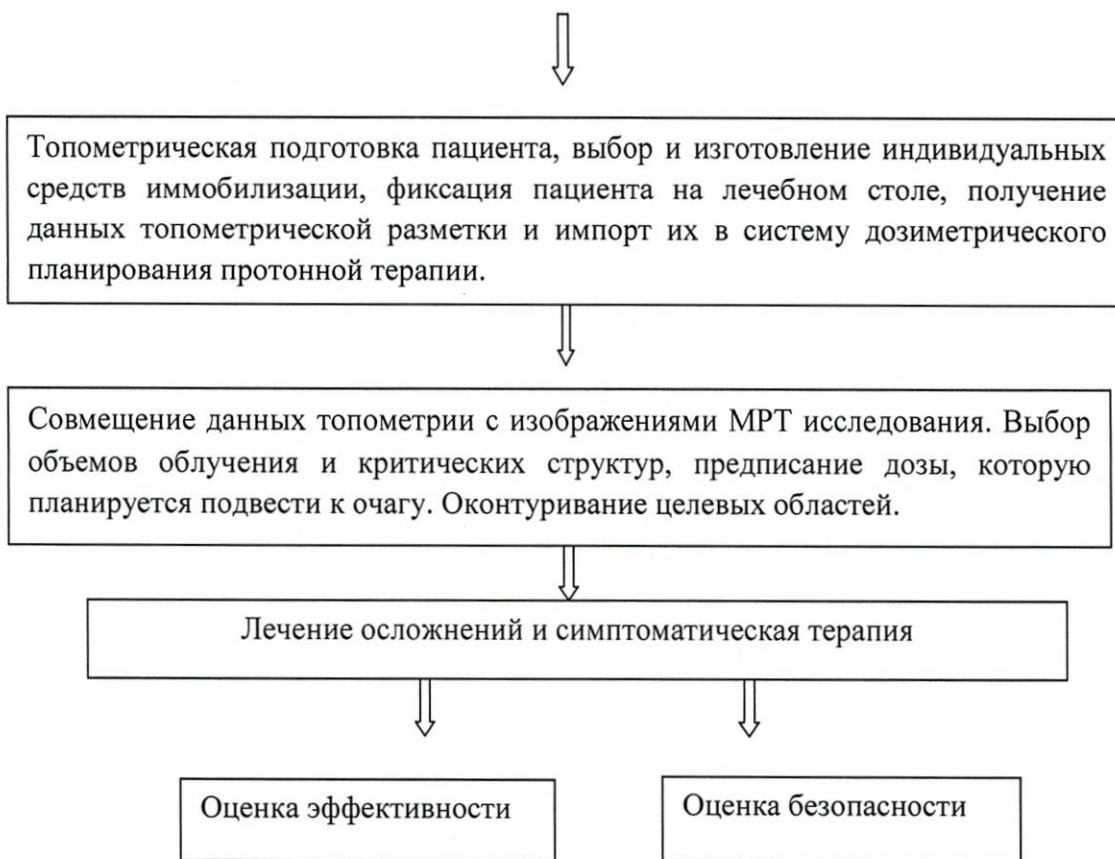 Топометрическая подготовка пациента, выбор и изготовление индивидуальных
средств иммобилизации, фиксация пациента на лечебном столе, получение
данных топометрической разметки и импорт их в систему дозиметрического
планирования протонной терапии.
Совмещение данных топометрии с изображениями МРТ исследования. Выбор
объемов облучения и критических структур, предписание дозы, которую
планируется подвести к очагу. Оконтуривание целевых областей.
Лечение осложнений и симптоматическая терапия
Оценка эффективности
Оценка безопасности